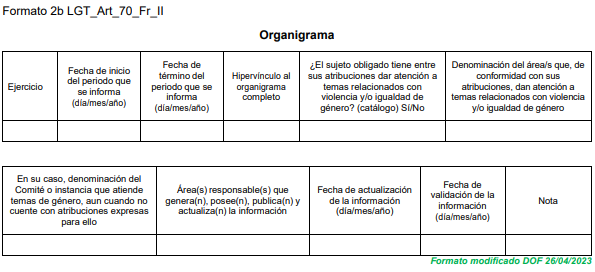 Formato 2b LGT_Art_70_Fr_II
Organigrama
Ejercicio
Fecha de inicio
del periodo que
se informa
(día/mes/año)
Fecha de
término del
periodo que se
informa
(día/mes/año)
Hipervínculo al
organigrama
completo
¿El sujeto obligado tiene entre
sus atribuciones dar atención a
temas relacionados con
violencia y/o igualdad de
género? (catálogo) Sí/No
Denominación del área/s que, de
conformidad con sus
atribuciones, dan atención a
temas relacionados con violencia
y/o igualdad de género
En su caso, denominación del
Comité o instancia que atiende
temas de género, aun cuando no
cuente con atribuciones expresas
para ello
Área(s) responsable(s) que
genera(n), posee(n), publica(n) y
actualiza(n) la información
Fecha de actualización
de la información
(día/mes/año)
Fecha de
validación de la
información
(día/mes/año)
Nota
Formato modificado DOF 26/04/2023